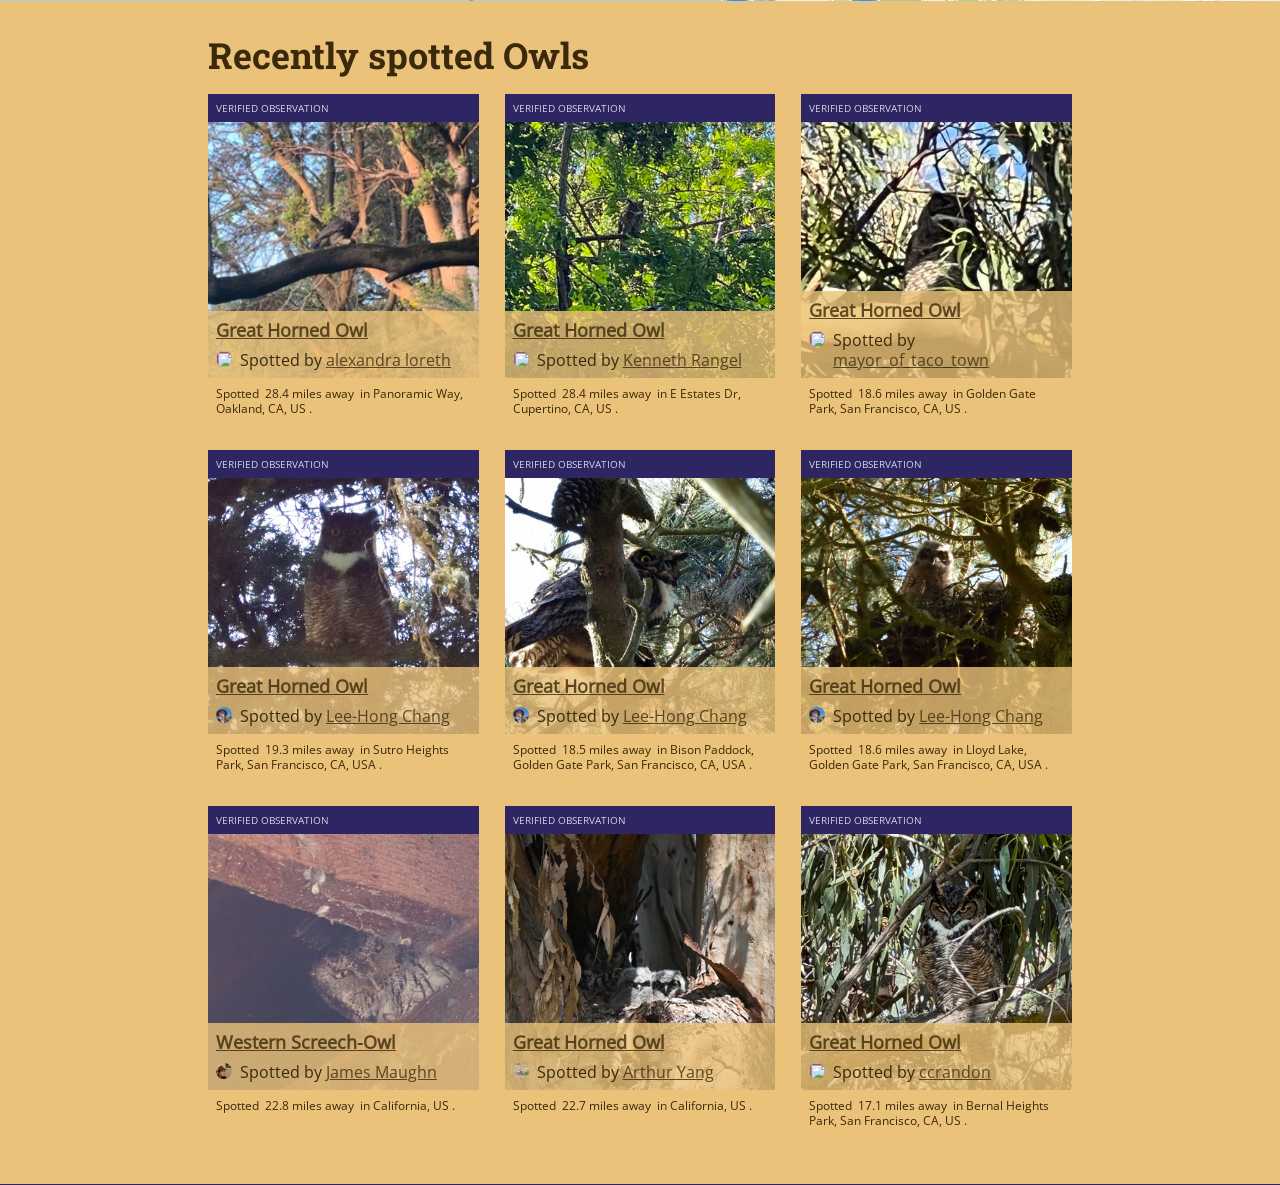 Recently spotted Owls
VERIFIED OBSERVATION
Great Horned Owl
Spotted by alexandra loreth
Spotted 28.4 miles away in Panoramic Way,
Oakland, CA, US .
VERIFIED OBSERVATION
Great Horned Owl
Spotted by Kenneth Rangel
Spotted 28.4 miles away in E Estates Dr,
Cupertino, CA, US .
VERIFIED OBSERVATION
Great Horned Owl
Spotted by
mayor_of_taco_town
Spotted 18.6 miles away in Golden Gate
Park, San Francisco, CA, US .
VERIFIED OBSERVATION
Great Horned Owl
Spotted by Lee-Hong Chang
Spotted 19.3 miles away in Sutro Heights
Park, San Francisco, CA, USA .
VERIFIED OBSERVATION
Great Horned Owl
Spotted by Lee-Hong Chang
Spotted 18.5 miles away in Bison Paddock,
Golden Gate Park, San Francisco, CA, USA .
VERIFIED OBSERVATION
Great Horned Owl
Spotted by Lee-Hong Chang
Spotted 18.6 miles away in Lloyd Lake,
Golden Gate Park, San Francisco, CA, USA .
VERIFIED OBSERVATION
Western Screech-Owl
Spotted by James Maughn
Spotted 22.8 miles away in California, US .
VERIFIED OBSERVATION
Great Horned Owl
Spotted by Arthur Yang
Spotted 22.7 miles away in California, US .
VERIFIED OBSERVATION
Great Horned Owl
Spotted by ccrandon
Spotted 17.1 miles away in Bernal Heights
Park, San Francisco, CA, US .